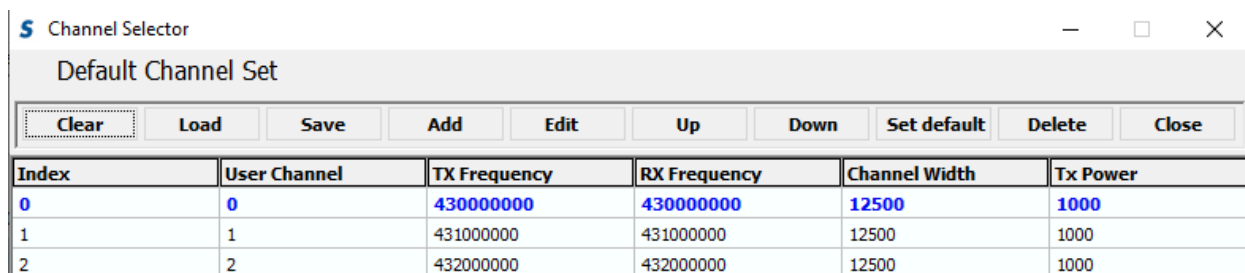 S Channel Selector
Default Channel Set
Clear Load Save Add Edit Up Down Set default Delete Close
Index User Channel TX Frequency RX Frequency Channel Width Tx Power
0 0 430000000 430000000 12500 1000
1 1 431000000 431000000 12500 1000
2 2 432000000 432000000 12500 1000